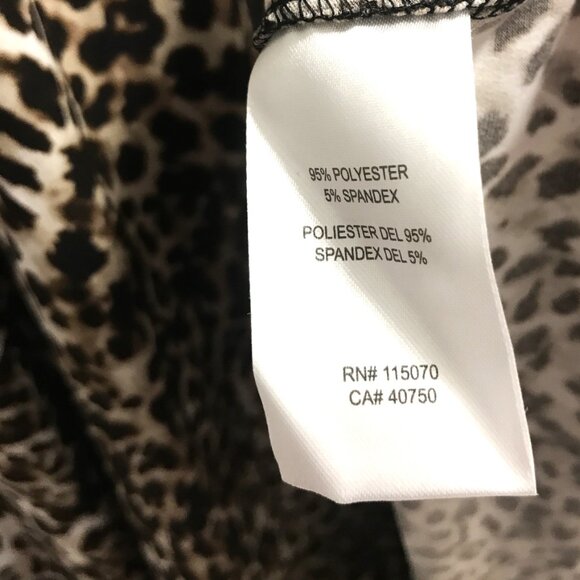 95% POLYESTER
5% SPANDEX
POLIESTER DEL 95%
SPANDEX DEL 5%
RN# 115070
CA# 40750